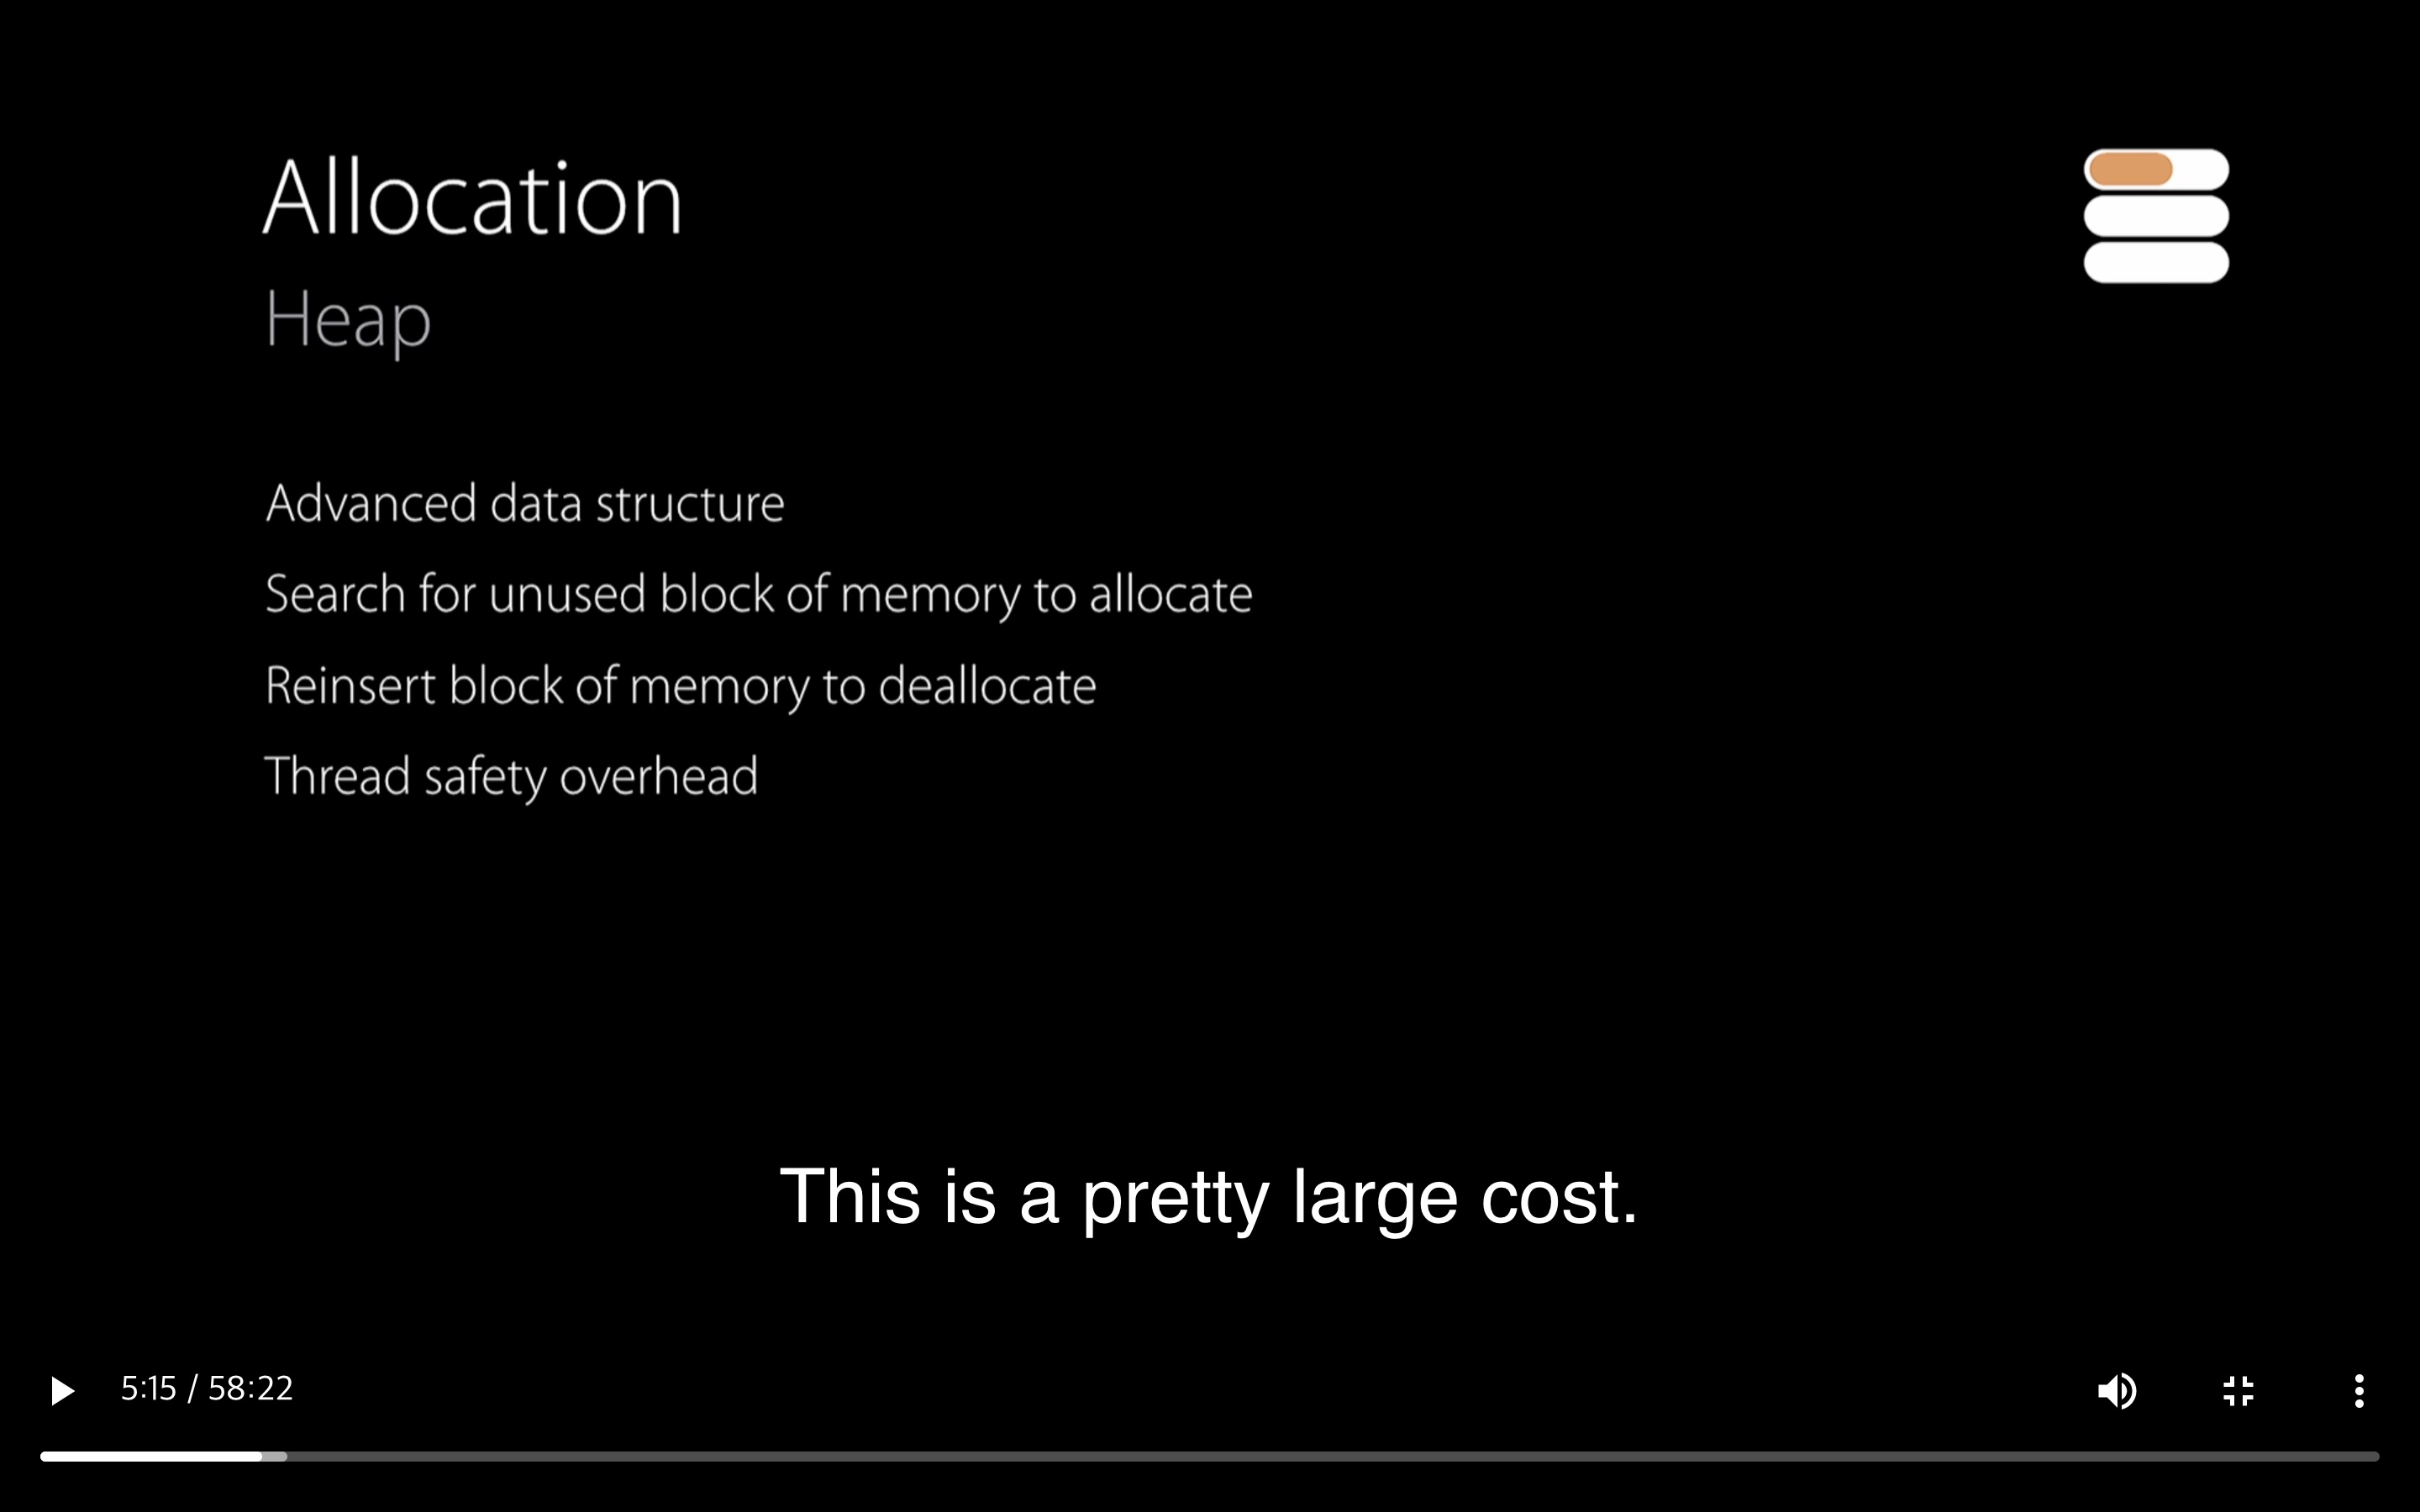 Allocation
Heap
Advanced data structure
Search for unused block of memory to allocate
Reinsert block of memory to deallocate
Thread safety overhead
This is a pretty large cost.
5:15 / 58:22